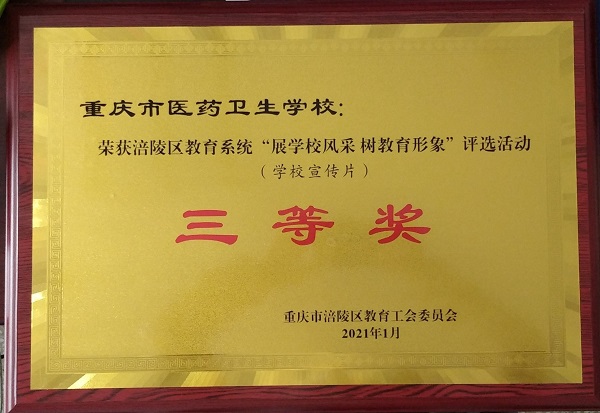 重庆市医药卫生学校：
荣获涪陵区教育系统“展学校风采 树教育形象”评选活动
（学校宣传片）
三等奖
重庆市涪陵区教育工会委员会
2021年1月